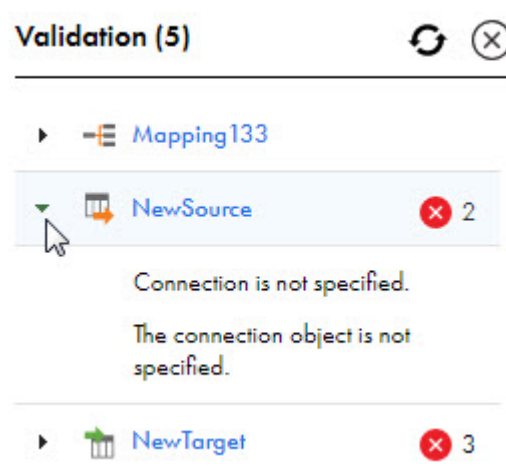 Validation (5)
Mapping133
NewSource 2
Connection is not specified.
The connection object is not
specified.
NewTarget 3